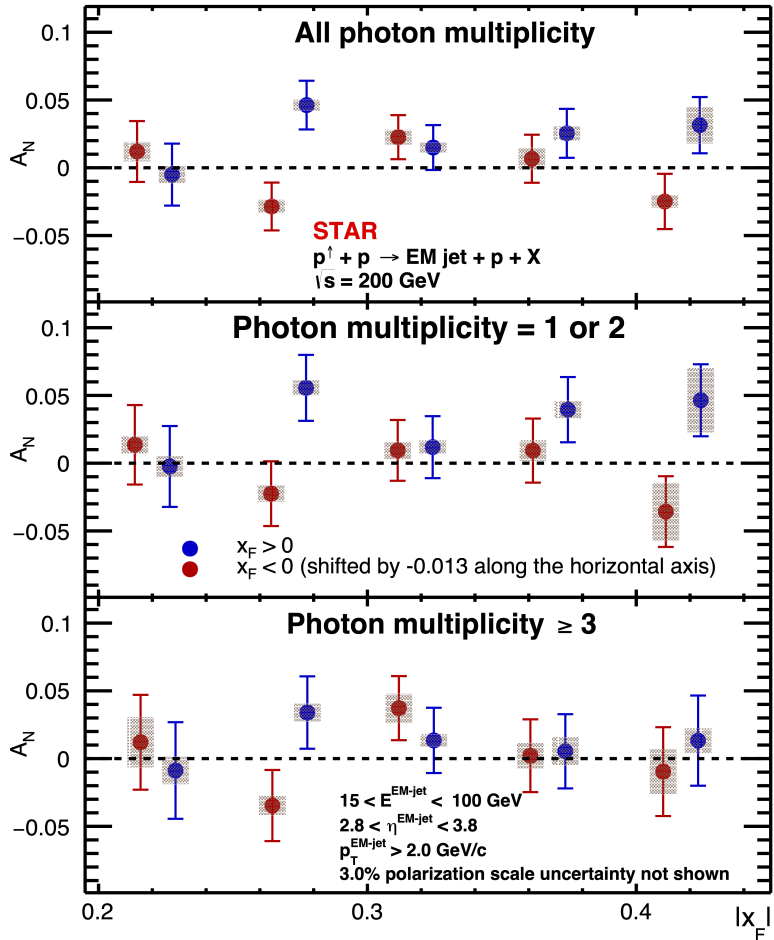 All photon multiplicity
0.1
0.05
0
−0.05
A_N
STAR
p↑ + p → EM jet + p + X
√s = 200 GeV
Photon multiplicity = 1 or 2
0.1
0.05
0
−0.05
A_N
x_F > 0
x_F < 0 (shifted by -0.013 along the horizontal axis)
Photon multiplicity ≥ 3
0.1
0.05
0
−0.05
A_N
15 < E^EM-jet < 100 GeV
2.8 < η^EM-jet < 3.8
p_T^EM-jet > 2.0 GeV/c
3.0% polarization scale uncertainty not shown
0.2 0.3 0.4 |x_F|